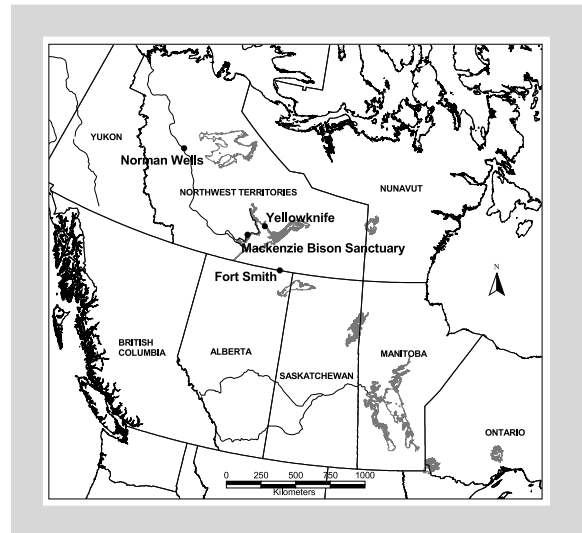 YUKON
Norman Wells
NORTHWEST TERRITORIES
NUNAVUT
Yellowknife
Mackenzie Bison Sanctuary
Fort Smith
N
BRITISH
COLUMBIA
ALBERTA
SASKATCHEWAN
MANITOBA
ONTARIO
0 250 500 750 1000
Kilometers